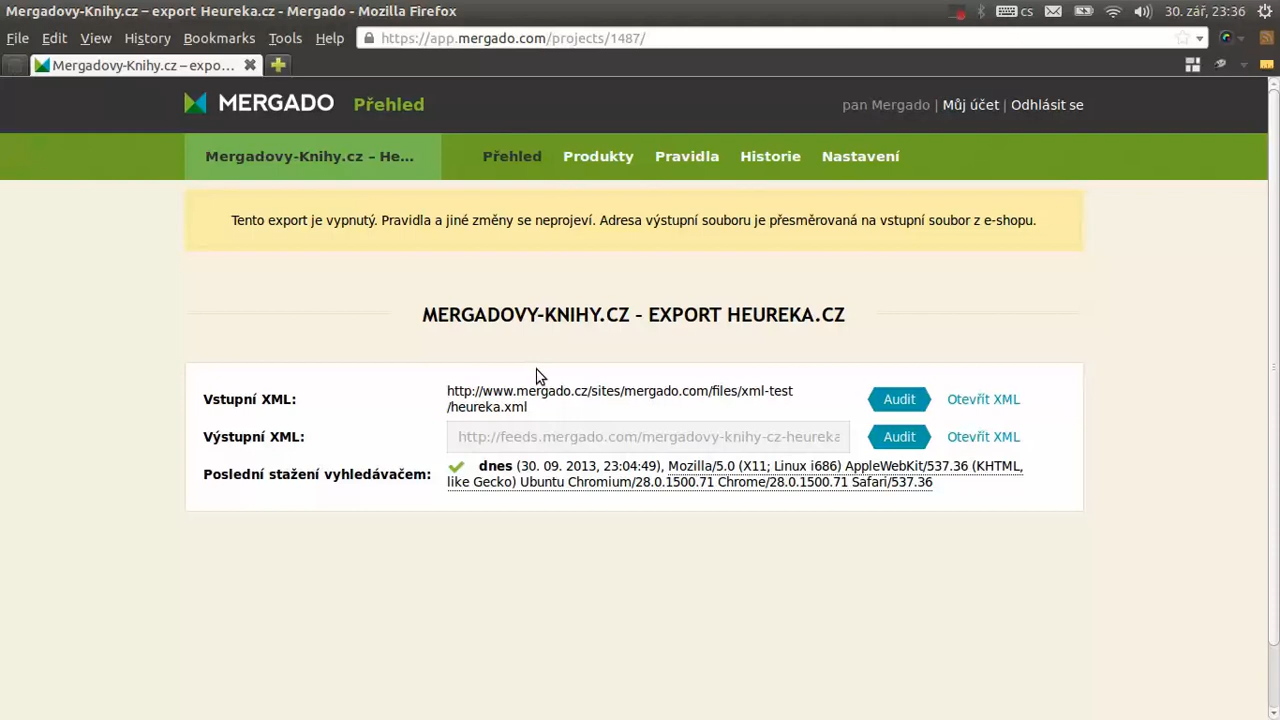 Mergadovy-Knihy.cz – export Heureka.cz - Mergado - Mozilla Firefox
cs
30. zář, 23:36
File Edit View History Bookmarks Tools Help
https://app.mergado.com/projects/1487/
Mergadovy-Knihy.cz – expo...
MERGADO Přehled
pan Mergado | Můj účet | Odhlásit se
Mergadovy-Knihy.cz – He...
Přehled Produkty Pravidla Historie Nastavení
Tento export je vypnutý. Pravidla a jiné změny se neprojeví. Adresa výstupní souboru je přesměrovaná na vstupní soubor z e-shopu.
MERGADOVY-KNIHY.CZ – EXPORT HEUREKA.CZ
Vstupní XML:
http://www.mergado.cz/sites/mergado.com/files/xml-test
/heureka.xml
Audit Otevřít XML
Výstupní XML:
http://feeds.mergado.com/mergadovy-knihy-cz-heureka
Audit Otevřít XML
Poslední stažení vyhledávačem:
dnes (30. 09. 2013, 23:04:49), Mozilla/5.0 (X11; Linux i686) AppleWebKit/537.36 (KHTML,
like Gecko) Ubuntu Chromium/28.0.1500.71 Chrome/28.0.1500.71 Safari/537.36